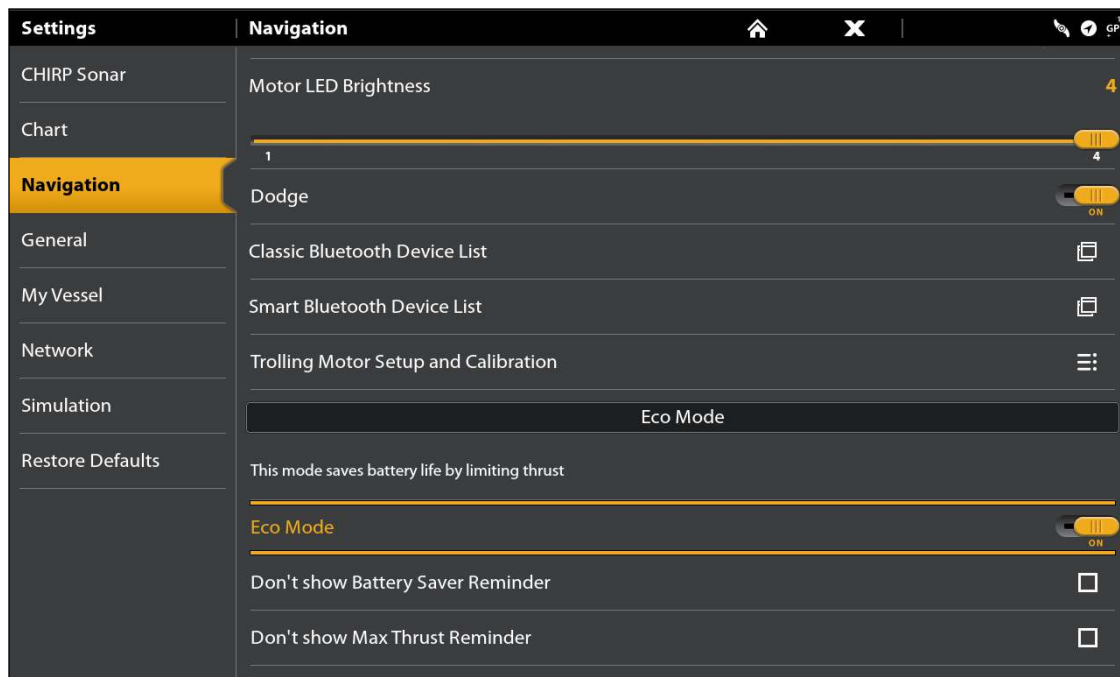 Settings
Navigation
GP
CHIRP Sonar
Chart
Navigation
General
My Vessel
Network
Simulation
Restore Defaults
Motor LED Brightness
4
1
4
Dodge
ON
Classic Bluetooth Device List
Smart Bluetooth Device List
Trolling Motor Setup and Calibration
Eco Mode
This mode saves battery life by limiting thrust
Eco Mode
ON
Don't show Battery Saver Reminder
Don't show Max Thrust Reminder